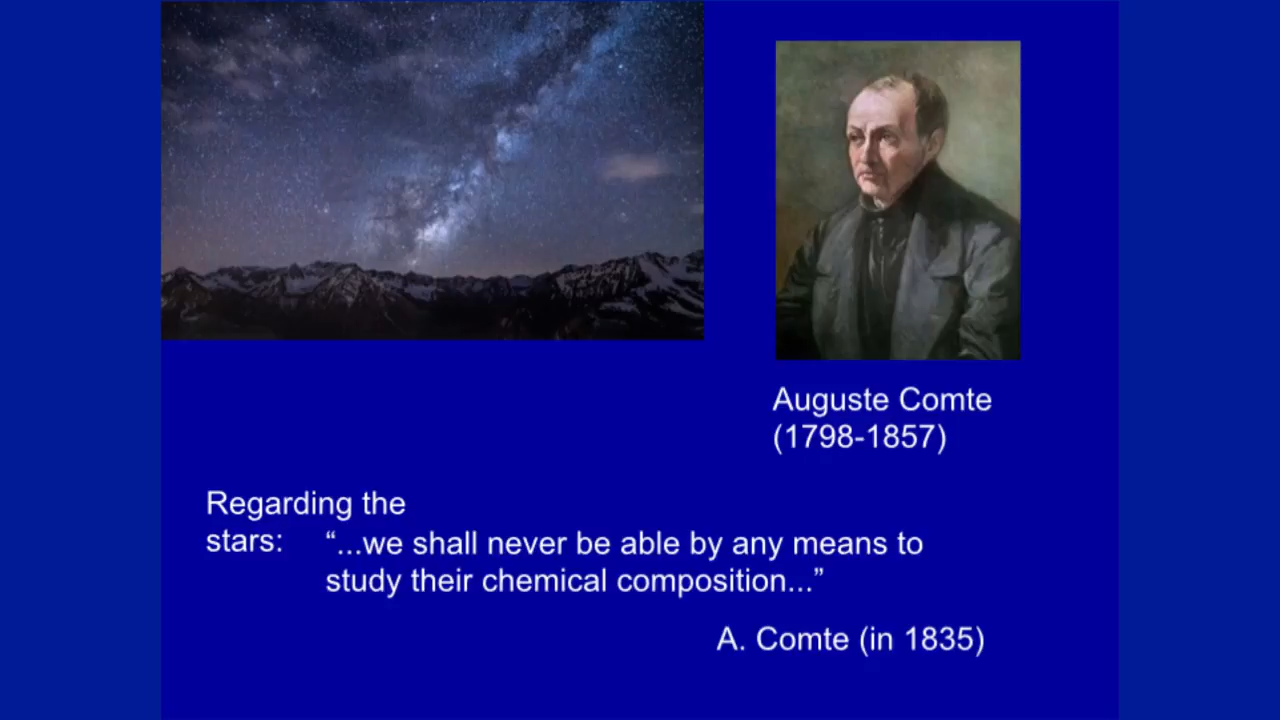 Auguste Comte
(1798-1857)
Regarding the
stars:
“...we shall never be able by any means to
study their chemical composition...”
A. Comte (in 1835)